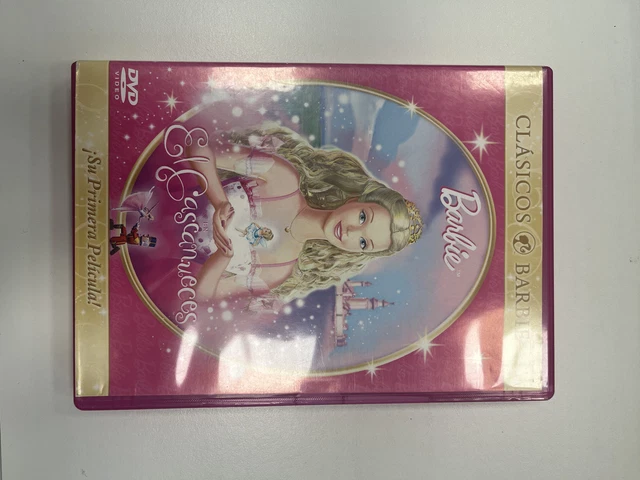 CLÁSICOS BARBIE
Barbie
El Cascanueces
DVD
VIDEO
¡Su Primera Película!